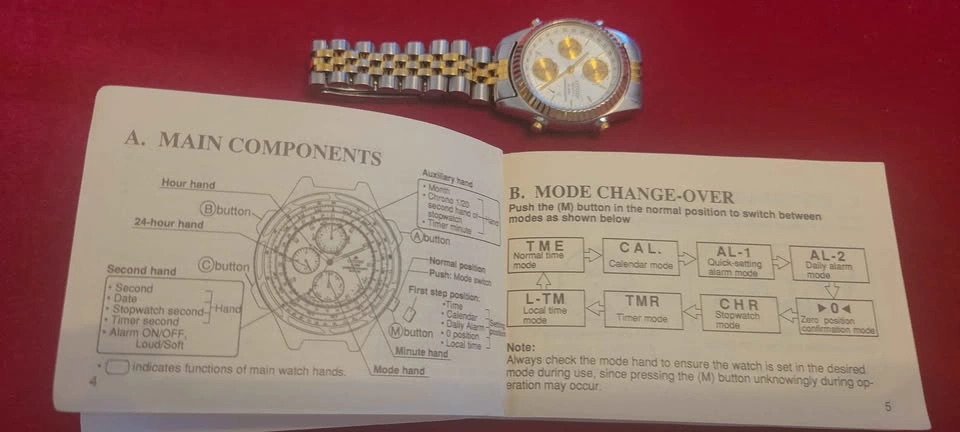 A. MAIN COMPONENTS
Hour hand
B button
24-hour hand
C button
Second hand
• Second
• Date
• Stopwatch second
• Timer second
Hand
• Alarm ON/OFF,
Loud/Soft
Auxiliary hand
• Month
• Chrono 1/20
second hand of
stopwatch
• Timer minute
Hand
A button
Normal position
Push: Mode switch
First step position:
• Time
• Calendar
• Daily Alarm
• 0 position
• Local time
Setting
position
M button
Minute hand
Mode hand
• indicates functions of main watch hands.
4
B. MODE CHANGE-OVER
Push the (M) button in the normal position to switch between
modes as shown below
TME
Normal time
mode
CAL.
Calendar mode
AL-1
Quick-setting
alarm mode
AL-2
Daily alarm
mode
L-TM
Local time
mode
TMR
Timer mode
CHR
Stopwatch
mode
►0◄
Zero position
confirmation mode
Note:
Always check the mode hand to ensure the watch is set in the desired
mode during use, since pressing the (M) button unknowingly during op-
eration may occur.
5